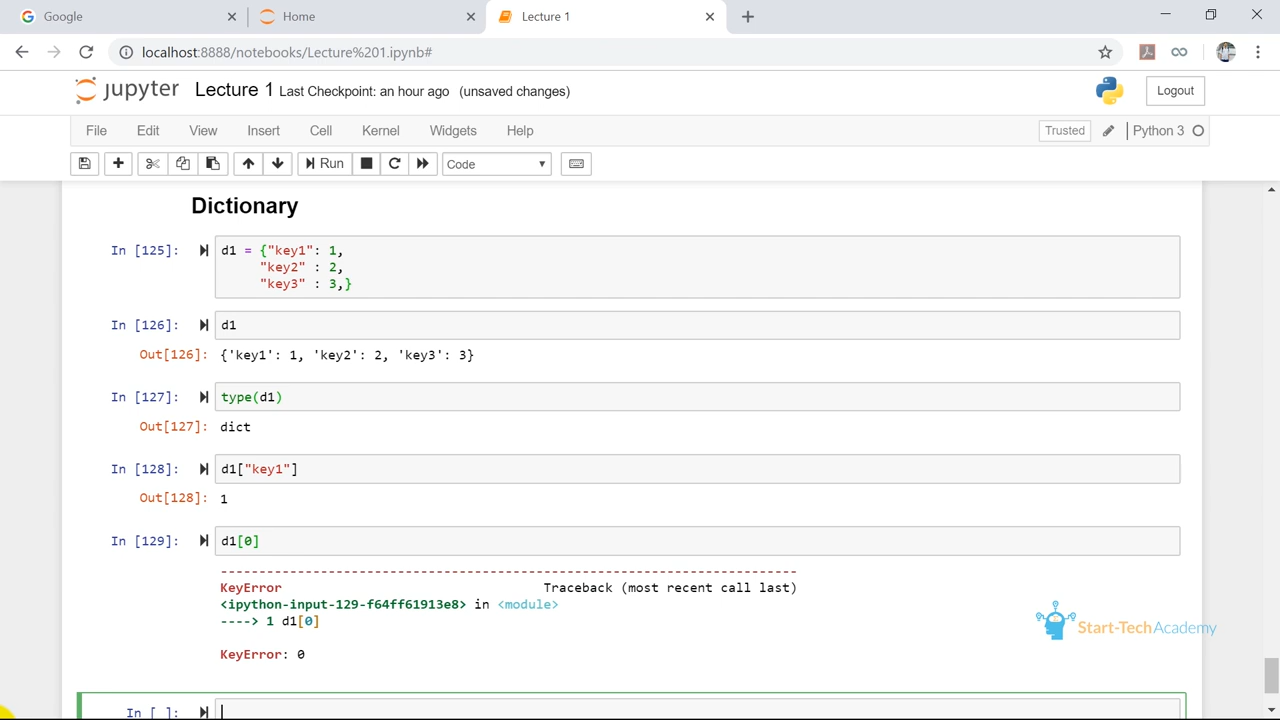 Google
Home
Lecture 1
localhost:8888/notebooks/Lecture%201.ipynb#
jupyter Lecture 1 Last Checkpoint: an hour ago (unsaved changes)
Logout
File Edit View Insert Cell Kernel Widgets Help
Trusted
Python 3
Run
Code
Dictionary
In [125]: d1 = {"key1": 1,
"key2" : 2,
"key3" : 3,}
In [126]: d1
Out[126]: {'key1': 1, 'key2': 2, 'key3': 3}
In [127]: type(d1)
Out[127]: dict
In [128]: d1["key1"]
Out[128]: 1
In [129]: d1[0]
---------------------------------------------------------------------------
KeyError Traceback (most recent call last)
<ipython-input-129-f64ff61913e8> in <module>
----> 1 d1[0]
KeyError: 0
Start-TechAcademy
In [ ]: